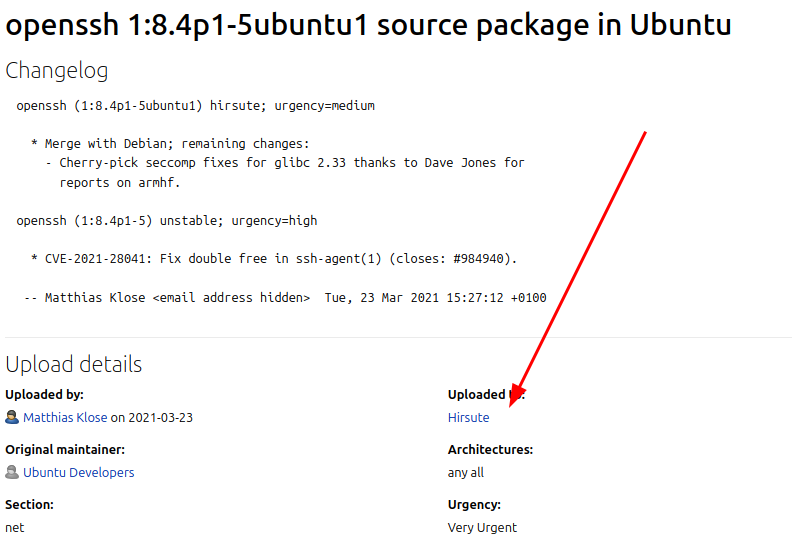 openssh 1:8.4p1-5ubuntu1 source package in Ubuntu
Changelog
openssh (1:8.4p1-5ubuntu1) hirsute; urgency=medium
* Merge with Debian; remaining changes:
- Cherry-pick seccomp fixes for glibc 2.33 thanks to Dave Jones for
reports on armhf.
openssh (1:8.4p1-5) unstable; urgency=high
* CVE-2021-28041: Fix double free in ssh-agent(1) (closes: #984940).
-- Matthias Klose <email address hidden>  Tue, 23 Mar 2021 15:27:12 +0100
Upload details
Uploaded by:
Matthias Klose on 2021-03-23
Uploaded
Hirsute
Original maintainer:
Ubuntu Developers
Architectures:
any all
Section:
net
Urgency:
Very Urgent